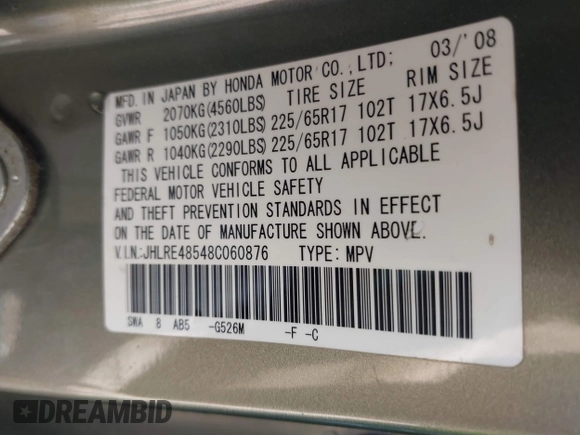 MFD. IN JAPAN BY HONDA MOTOR CO., LTD; 03/'08
GVWR 2070KG(4560LBS) TIRE SIZE RIM SIZE
GAWR F 1050KG(2310LBS) 225/65R17 102T 17X6.5J
GAWR R 1040KG(2290LBS) 225/65R17 102T 17X6.5J
THIS VEHICLE CONFORMS TO ALL APPLICABLE
FEDERAL MOTOR VEHICLE SAFETY
AND THEFT PREVENTION STANDARDS IN EFFECT
ON THE DATE OF MANUFACTURE SHOWN ABOVE.
V.I.N:JHLRE48548C060876 TYPE: MPV
SWA 8 AB5 -G526M -F -C
DREAMBID